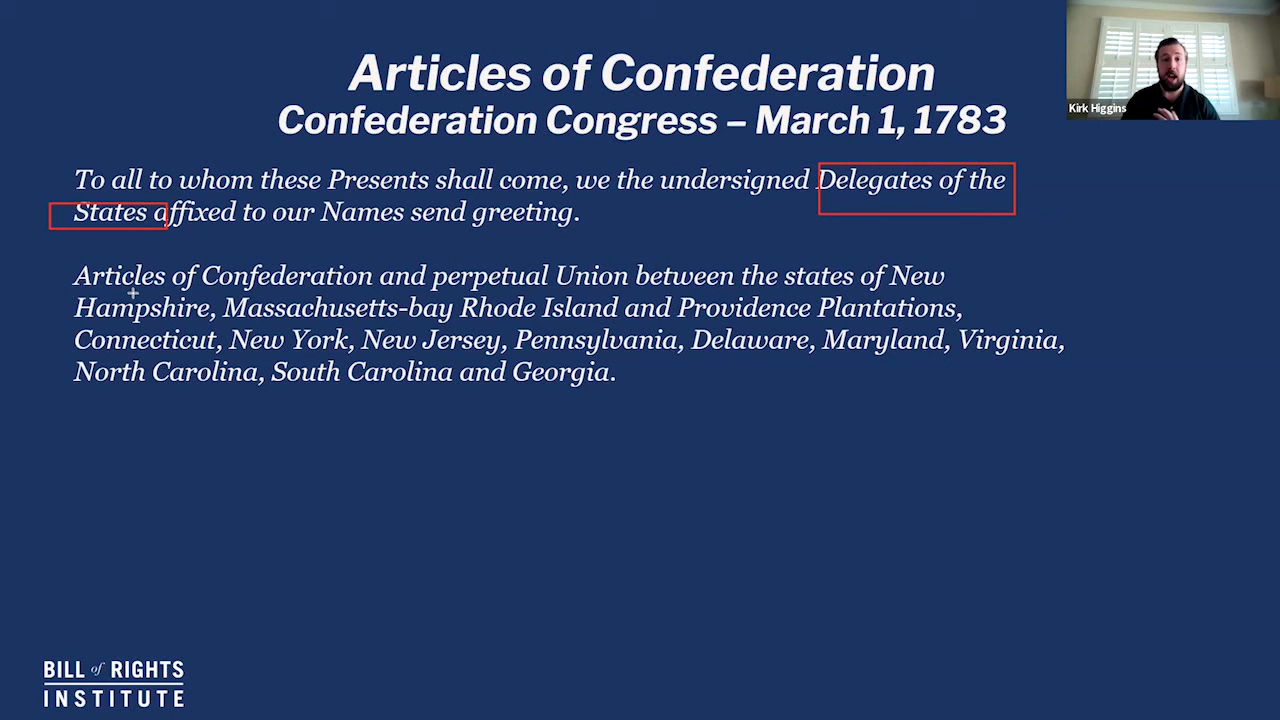 Articles of Confederation
Confederation Congress – March 1, 1783
Kirk Higgins
To all to whom these Presents shall come, we the undersigned Delegates of the
States affixed to our Names send greeting.
Articles of Confederation and perpetual Union between the states of New
Hampshire, Massachusetts-bay Rhode Island and Providence Plantations,
Connecticut, New York, New Jersey, Pennsylvania, Delaware, Maryland, Virginia,
North Carolina, South Carolina and Georgia.
BILL of RIGHTS
INSTITUTE